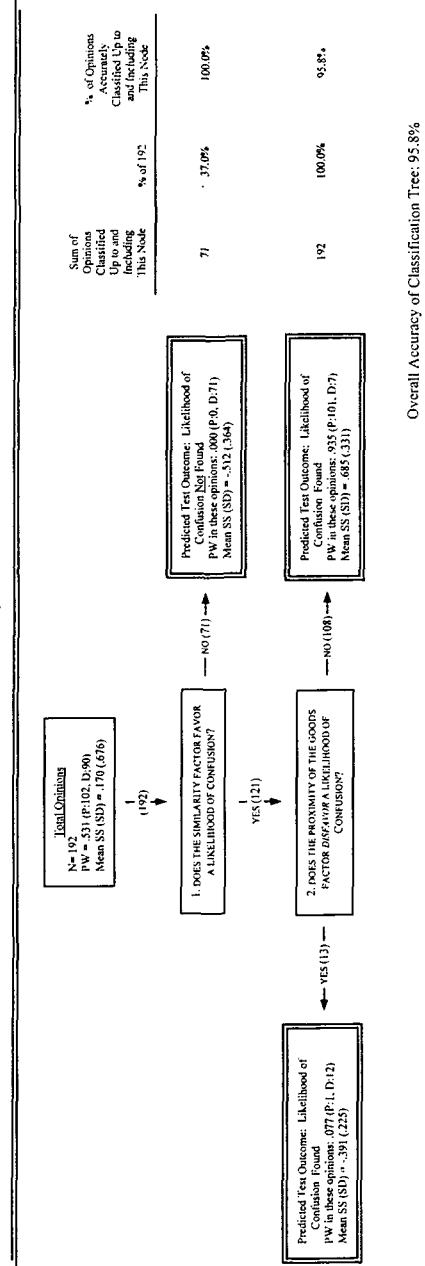 Total Opinions
N= 192
PW = .531 (P:102, D:90)
Mean SS (SD) = .170 (.676)
(192)
1. DOES THE SIMILARITY FACTOR FAVOR
A LIKELIHOOD OF CONFUSION?
NO (71)
Predicted Test Outcome: Likelihood of
Confusion Not Found
PW in these opinions: .000 (P:0, D:71)
Mean SS (SD) = -.512 (.364)
YES (121)
2. DOES THE PROXIMITY OF THE GOODS
FACTOR DISFAVOR A LIKELIHOOD OF
CONFUSION?
NO (108)
Predicted Test Outcome: Likelihood of
Confusion Found
PW in these opinions: .935 (P:101, D:7)
Mean SS (SD) = .685 (.331)
YES (13)
Predicted Test Outcome: Likelihood of
Confusion Found
PW in these opinions: .077 (P:1, D:12)
Mean SS (SD) = -.391 (.225)
Sum of
Opinions
Classified
Up to and
Including
This Node
% of 192
% of Opinions
Accurately
Classified Up to
and Including
This Node
71
37.0%
100.0%
192
100.0%
95.8%
Overall Accuracy of Classification Tree: 95.8%